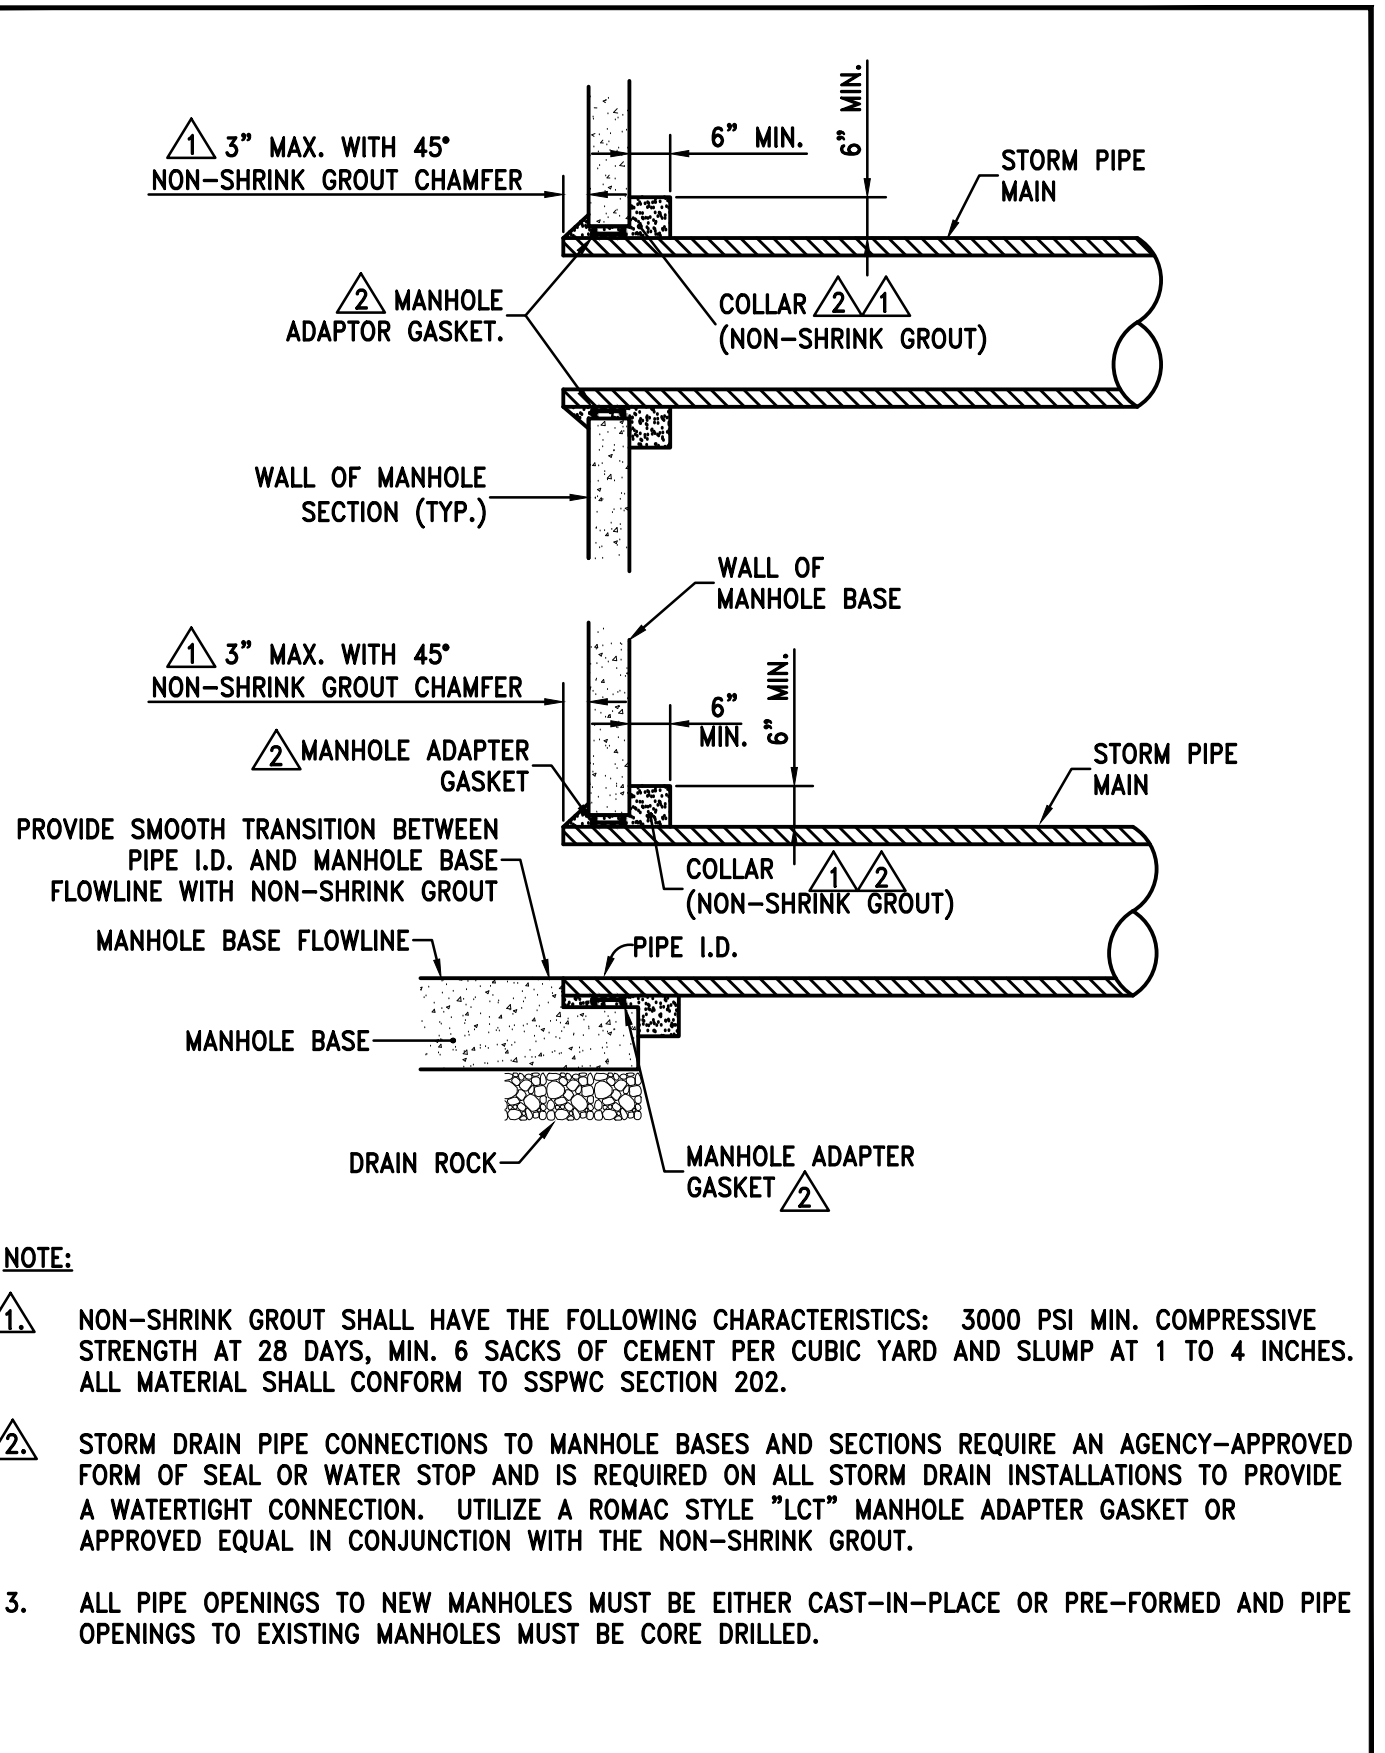 1 3” MAX. WITH 45°
NON-SHRINK GROUT CHAMFER
6” MIN.
6” MIN.
STORM PIPE
MAIN
2 MANHOLE
ADAPTOR GASKET.
COLLAR 2 1
(NON-SHRINK GROUT)
WALL OF MANHOLE
SECTION (TYP.)
WALL OF
MANHOLE BASE
1 3” MAX. WITH 45°
NON-SHRINK GROUT CHAMFER
6”
MIN.
6” MIN.
2 MANHOLE ADAPTER
GASKET
STORM PIPE
MAIN
PROVIDE SMOOTH TRANSITION BETWEEN
PIPE I.D. AND MANHOLE BASE
FLOWLINE WITH NON-SHRINK GROUT
COLLAR 1 2
(NON-SHRINK GROUT)
MANHOLE BASE FLOWLINE
PIPE I.D.
MANHOLE BASE
DRAIN ROCK
MANHOLE ADAPTER
GASKET 2
NOTE:
1. NON-SHRINK GROUT SHALL HAVE THE FOLLOWING CHARACTERISTICS: 3000 PSI MIN. COMPRESSIVE
STRENGTH AT 28 DAYS, MIN. 6 SACKS OF CEMENT PER CUBIC YARD AND SLUMP AT 1 TO 4 INCHES.
ALL MATERIAL SHALL CONFORM TO SSPWC SECTION 202.
2. STORM DRAIN PIPE CONNECTIONS TO MANHOLE BASES AND SECTIONS REQUIRE AN AGENCY-APPROVED
FORM OF SEAL OR WATER STOP AND IS REQUIRED ON ALL STORM DRAIN INSTALLATIONS TO PROVIDE
A WATERTIGHT CONNECTION. UTILIZE A ROMAC STYLE ”LCT” MANHOLE ADAPTER GASKET OR
APPROVED EQUAL IN CONJUNCTION WITH THE NON-SHRINK GROUT.
3. ALL PIPE OPENINGS TO NEW MANHOLES MUST BE EITHER CAST-IN-PLACE OR PRE-FORMED AND PIPE
OPENINGS TO EXISTING MANHOLES MUST BE CORE DRILLED.